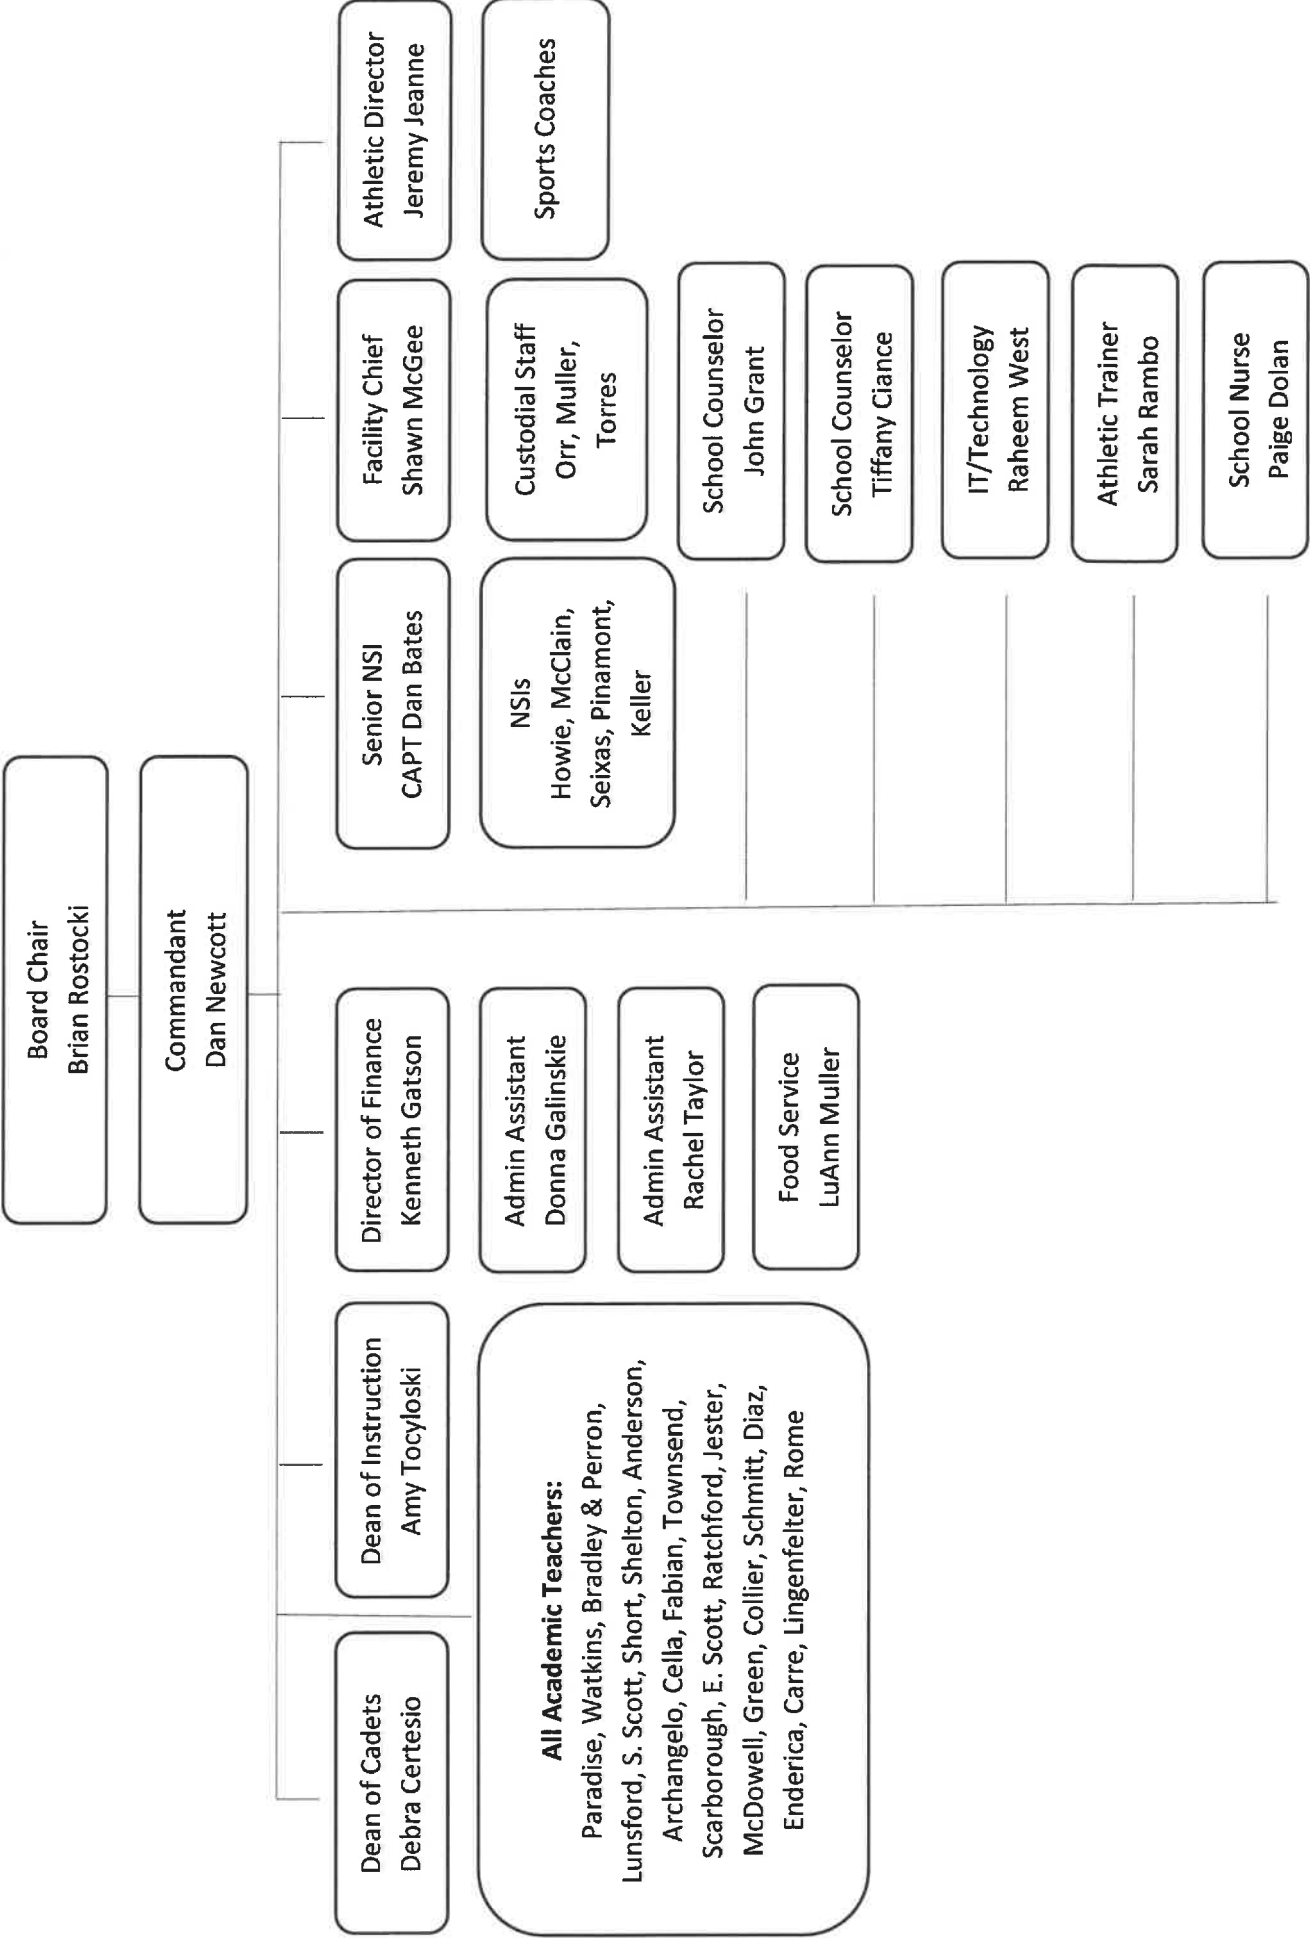 Board Chair
Brian Rostocki
Commandant
Dan Newcott
Dean of Cadets
Debra Certesio
Dean of Instruction
Amy Tocyloski
Director of Finance
Kenneth Gatson
Senior NSI
CAPT Dan Bates
Facility Chief
Shawn McGee
Athletic Director
Jeremy Jeanne
All Academic Teachers:
Paradise, Watkins, Bradley & Perron,
Lunsford, S. Scott, Short, Shelton, Anderson,
Archangelo, Cella, Fabian, Townsend,
Scarborough, E. Scott, Ratchford, Jester,
McDowell, Green, Collier, Schmitt, Diaz,
Enderica, Carre, Lingenfelter, Rome
Admin Assistant
Donna Galinskie
Admin Assistant
Rachel Taylor
Food Service
LuAnn Muller
NSIs
Howie, McClain,
Seixas, Pinamont,
Keller
Custodial Staff
Orr, Muller,
Torres
Sports Coaches
School Counselor
John Grant
School Counselor
Tiffany Ciance
IT/Technology
Raheem West
Athletic Trainer
Sarah Rambo
School Nurse
Paige Dolan